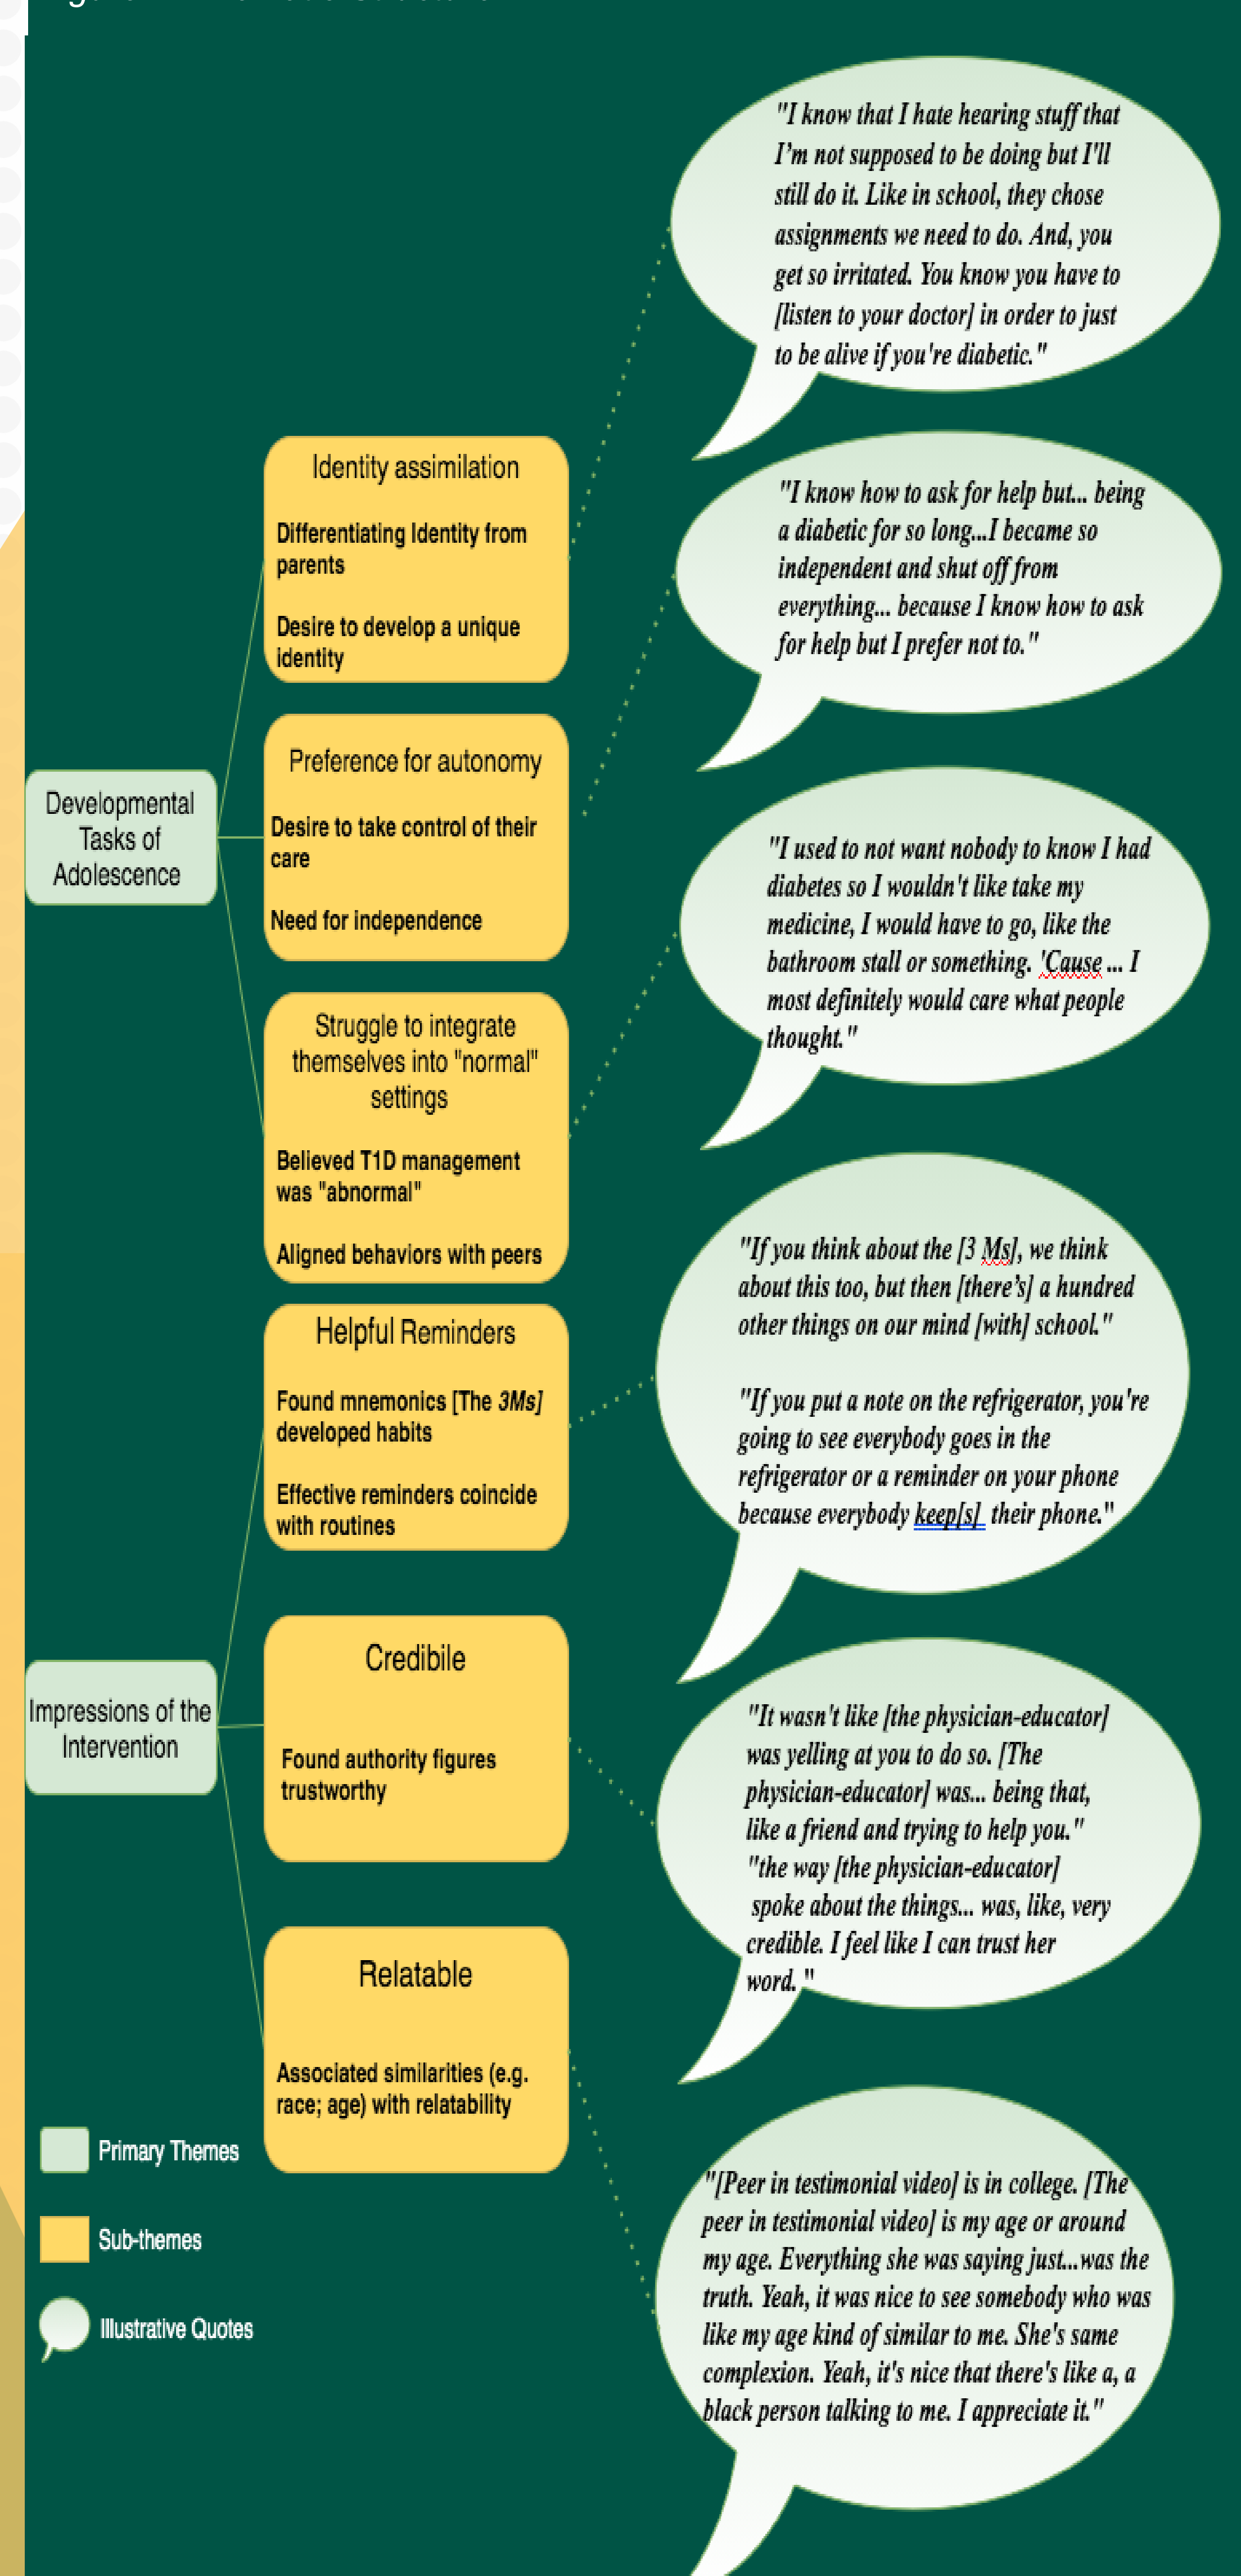 Developmental
Tasks of
Adolescence
Identity assimilation
Differentiating Identity from
parents
Desire to develop a unique
identity
"I know that I hate hearing stuff that
I’m not supposed to be doing but I'll
still do it. Like in school, they chose
assignments we need to do. And, you
get so irritated. You know you have to
[listen to your doctor] in order to just
to be alive if you're diabetic."
Preference for autonomy
Desire to take control of their
care
Need for independence
"I know how to ask for help but... being
a diabetic for so long...I became so
independent and shut off from
everything... because I know how to ask
for help but I prefer not to."
Struggle to integrate
themselves into "normal"
settings
Believed T1D management
was "abnormal"
Aligned behaviors with peers
"I used to not want nobody to know I had
diabetes so I wouldn't like take my
medicine, I would have to go, like the
bathroom stall or something. 'Cause ... I
most definitely would care what people
thought."
Impressions of the
Intervention
Helpful Reminders
Found mnemonics [The 3Ms]
developed habits
Effective reminders coincide
with routines
"If you think about the [3 Ms], we think
about this too, but then [there’s] a hundred
other things on our mind [with] school."
"If you put a note on the refrigerator, you're
going to see everybody goes in the
refrigerator or a reminder on your phone
because everybody keep[s] their phone."
Credibile
Found authority figures
trustworthy
"It wasn't like [the physician-educator]
was yelling at you to do so. [The
physician-educator] was... being that,
like a friend and trying to help you."
"the way [the physician-educator]
spoke about the things... was, like, very
credible. I feel like I can trust her
word. "
Relatable
Associated similarities (e.g.
race; age) with relatability
"[Peer in testimonial video] is in college. [The
peer in testimonial video] is my age or around
my age. Everything she was saying just...was the
truth. Yeah, it was nice to see somebody who was
like my age kind of similar to me. She's same
complexion. Yeah, it's nice that there's like a, a
black person talking to me. I appreciate it."
Primary Themes
Sub-themes
Illustrative Quotes